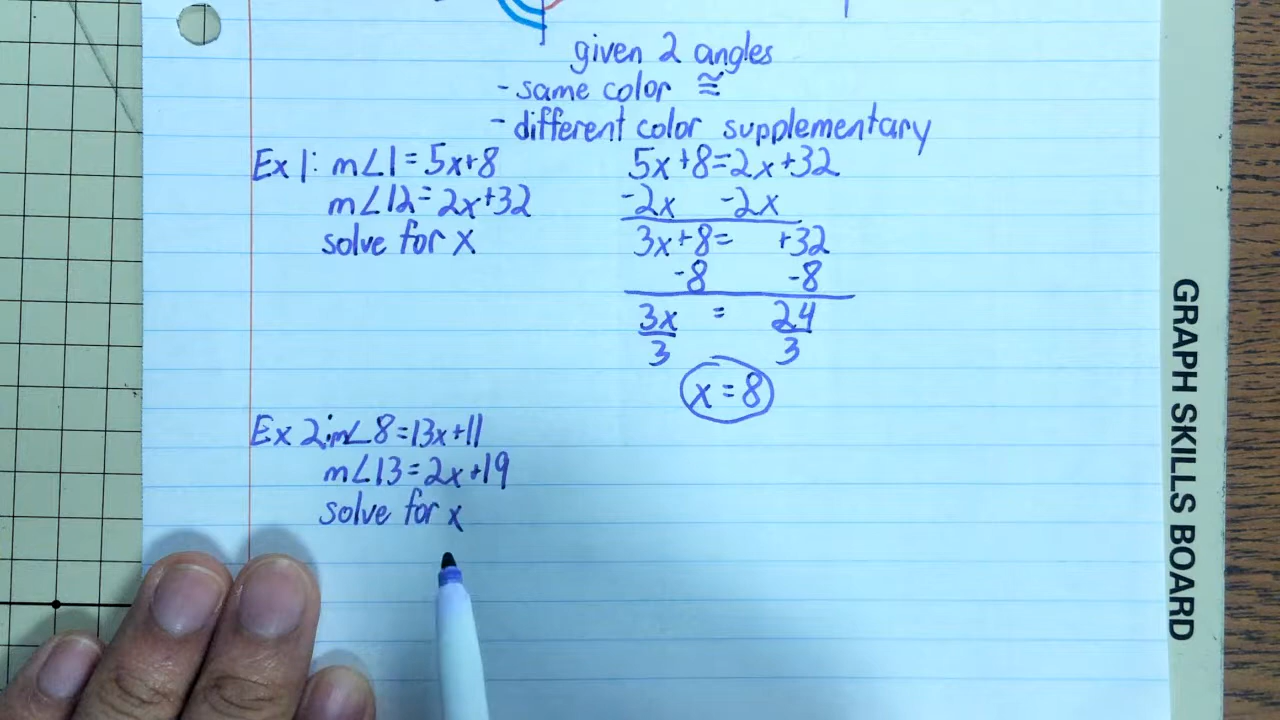 given 2 angles
- same color ≅
- different color supplementary
Ex 1: m∠1 = 5x+8
m∠12 = 2x+32
solve for x
5x+8=2x+32
-2x -2x
3x+8= +32
-8 -8
3x = 24
3 3
x = 8
Ex 2: m∠8 = 13x+11
m∠13 = 2x+19
solve for x
GRAPH SKILLS BOARD